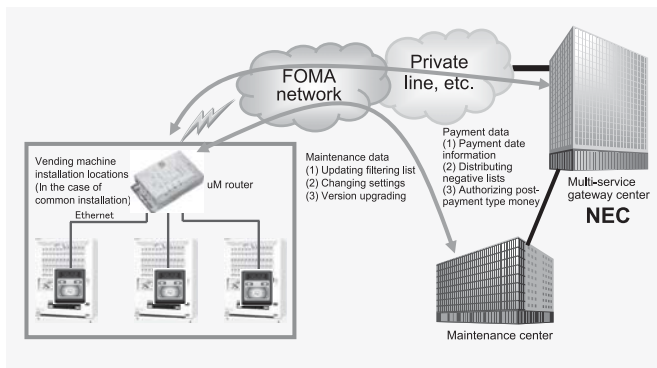 FOMA
network
Private
line, etc.
Vending machine
installation locations
(In the case of
common installation)
uM router
Ethernet
Maintenance data
(1) Updating filtering list
(2) Changing settings
(3) Version upgrading
Payment data
(1) Payment date
information
(2) Distributing
negative lists
(3) Authorizing post-
payment type money
Multi-service
gateway center
NEC
Maintenance center